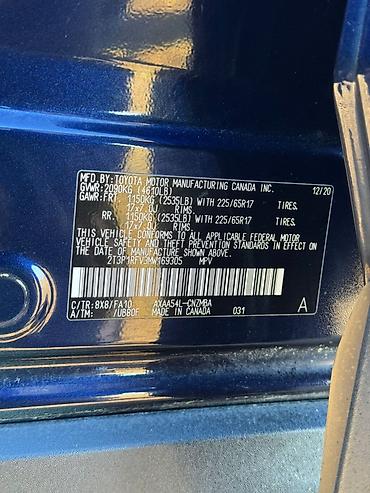 MFD.BY:TOYOTA MOTOR MANUFACTURING CANADA INC. 12/20
GVWR: 2090KG (4610LB)
GAWR:FRT. 1150KG (2535LB) WITH 225/65R17 TIRES.
17x7.0J RIMS.
RR. 1150KG (2535LB) WITH 225/65R17 TIRES.
17x7.0J RIMS.
THIS VEHICLE CONFORMS TO ALL APPLICABLE FEDERAL MOTOR
VEHICLE SAFETY AND THEFT PREVENTION STANDARDS IN EFFECT ON
THE DATE OF MANUFACTURE SHOWN ABOVE.
2T3P1RFV3MW169305 MPV
C/TR:8X8/FA10 AXAA54L-CNZMBA A
A/TM: /UB80F MADE IN CANADA 031